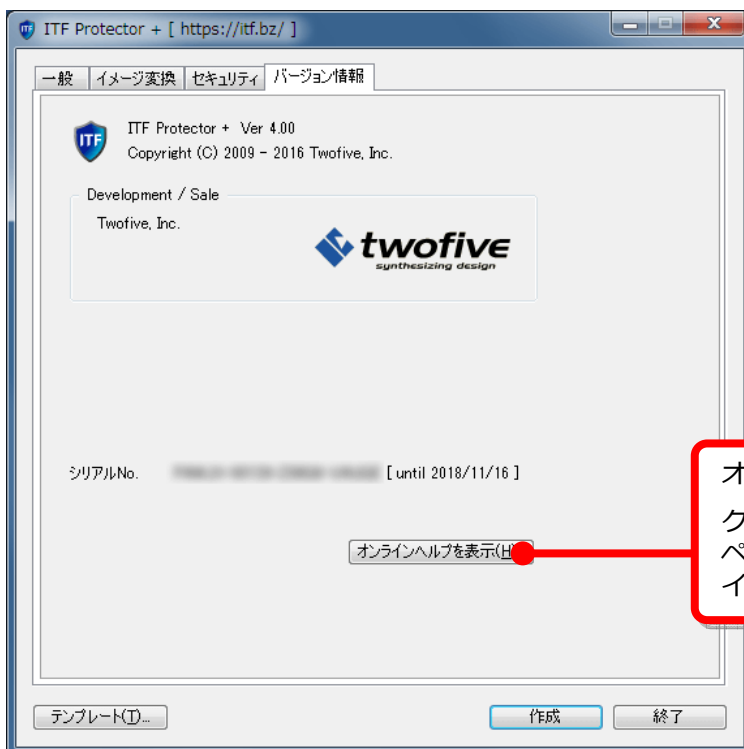 ITF Protector + [ https://itf.bz/ ]
一般 イメージ変換 セキュリティ バージョン情報
ITF
ITF Protector + Ver 4.00
Copyright (C) 2009 - 2016 Twofive, Inc.
Development / Sale
Twofive, Inc.
twofive
synthesizing design
シリアルNo. [ until 2018/11/16 ]
オ
ク
オンラインヘルプを表示(H)
ペ
イ
テンプレート(T)... 作成 終了